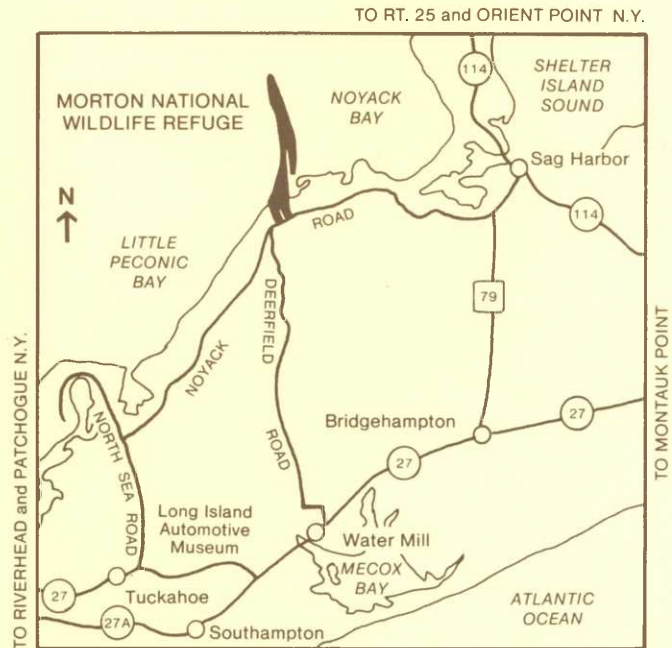 TO RT. 25 and ORIENT POINT N.Y.
114
SHELTER
ISLAND
SOUND
MORTON NATIONAL
WILDLIFE REFUGE
NOYACK
BAY
Sag Harbor
N
114
ROAD
LITTLE
PECONIC
BAY
79
DEERFIELD
ROAD
NOYACK
TO RIVERHEAD and PATCHOGUE N.Y.
TO MONTAUK POINT
Bridgehampton
27
27
NORTH SEA ROAD
Long Island
Automotive
Museum
Water Mill
MECOX
BAY
27
Tuckahoe
ATLANTIC
OCEAN
27A
Southampton